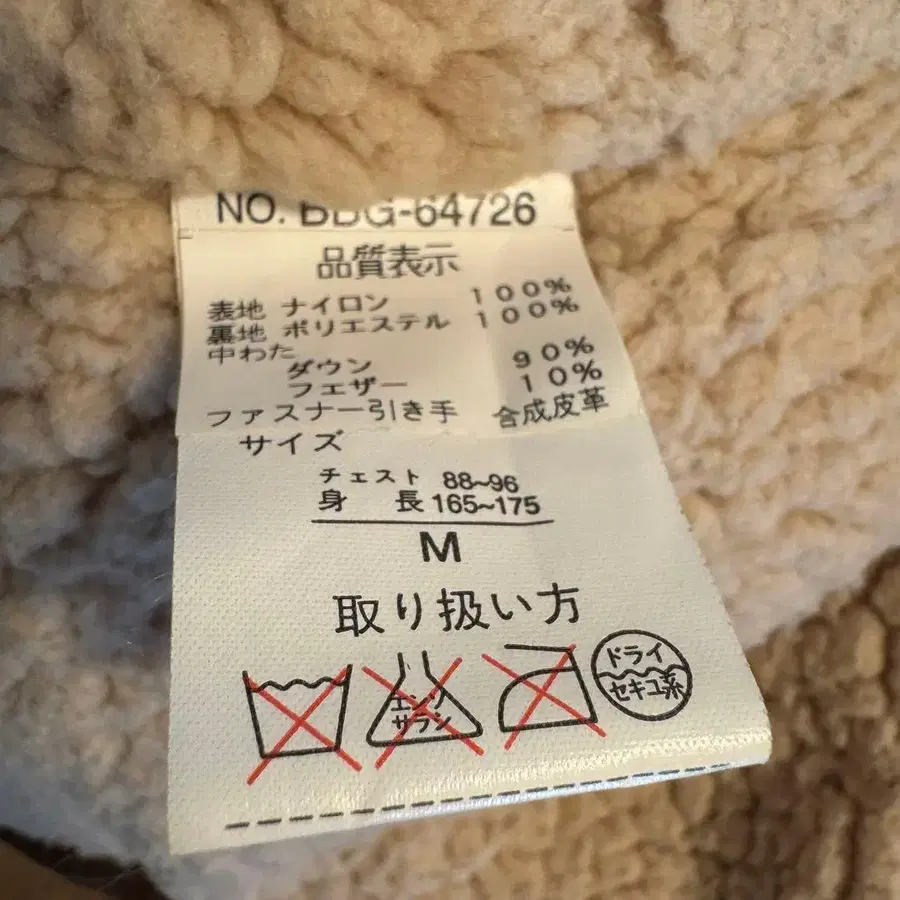 NO. BBG-64726
品質表示
表地 ナイロン 100%
裏地 ポリエステル 100%
中わた
ダウン 90%
フェザー 10%
ファスナー引き手 合成皮革
サイズ
チェスト 88~96
身長 165~175
M
取り扱い方
エンソ
サラシ
ドライ
セキユ系